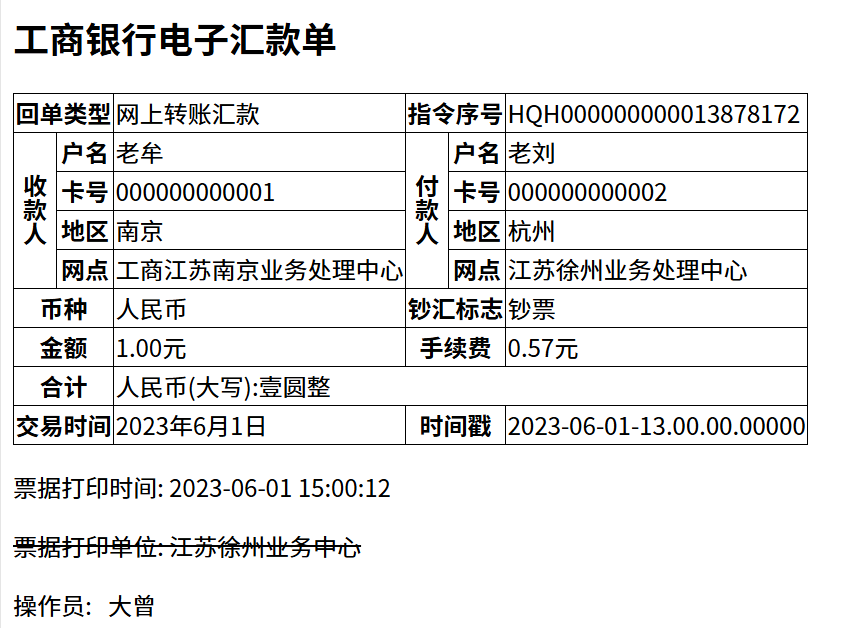 工商银行电子汇款单
回单类型 网上转账汇款 指令序号 HQH000000000013878172
收款人 户名 老牟 付款人 户名 老刘
卡号 000000000001 卡号 000000000002
地区 南京 地区 杭州
网点 工商江苏南京业务处理中心 网点 江苏徐州业务处理中心
币种 人民币 钞汇标志 钞票
金额 1.00元 手续费 0.57元
合计 人民币(大写):壹圆整
交易时间 2023年6月1日 时间戳 2023-06-01-13.00.00.00000
票据打印时间: 2023-06-01 15:00:12
票据打印单位: 江苏徐州业务中心
操作员: 大曾